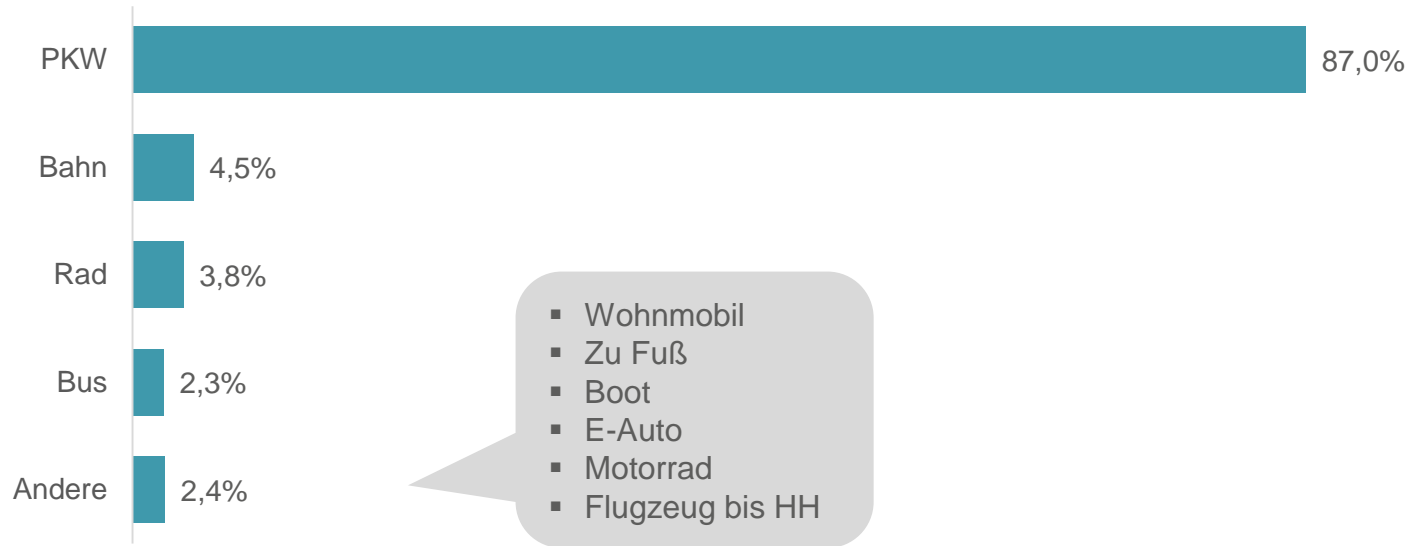 PKW 87,0%
Bahn 4,5%
Rad 3,8%
Bus 2,3%
Andere 2,4%
▪ Wohnmobil
▪ Zu Fuß
▪ Boot
▪ E-Auto
▪ Motorrad
▪ Flugzeug bis HH